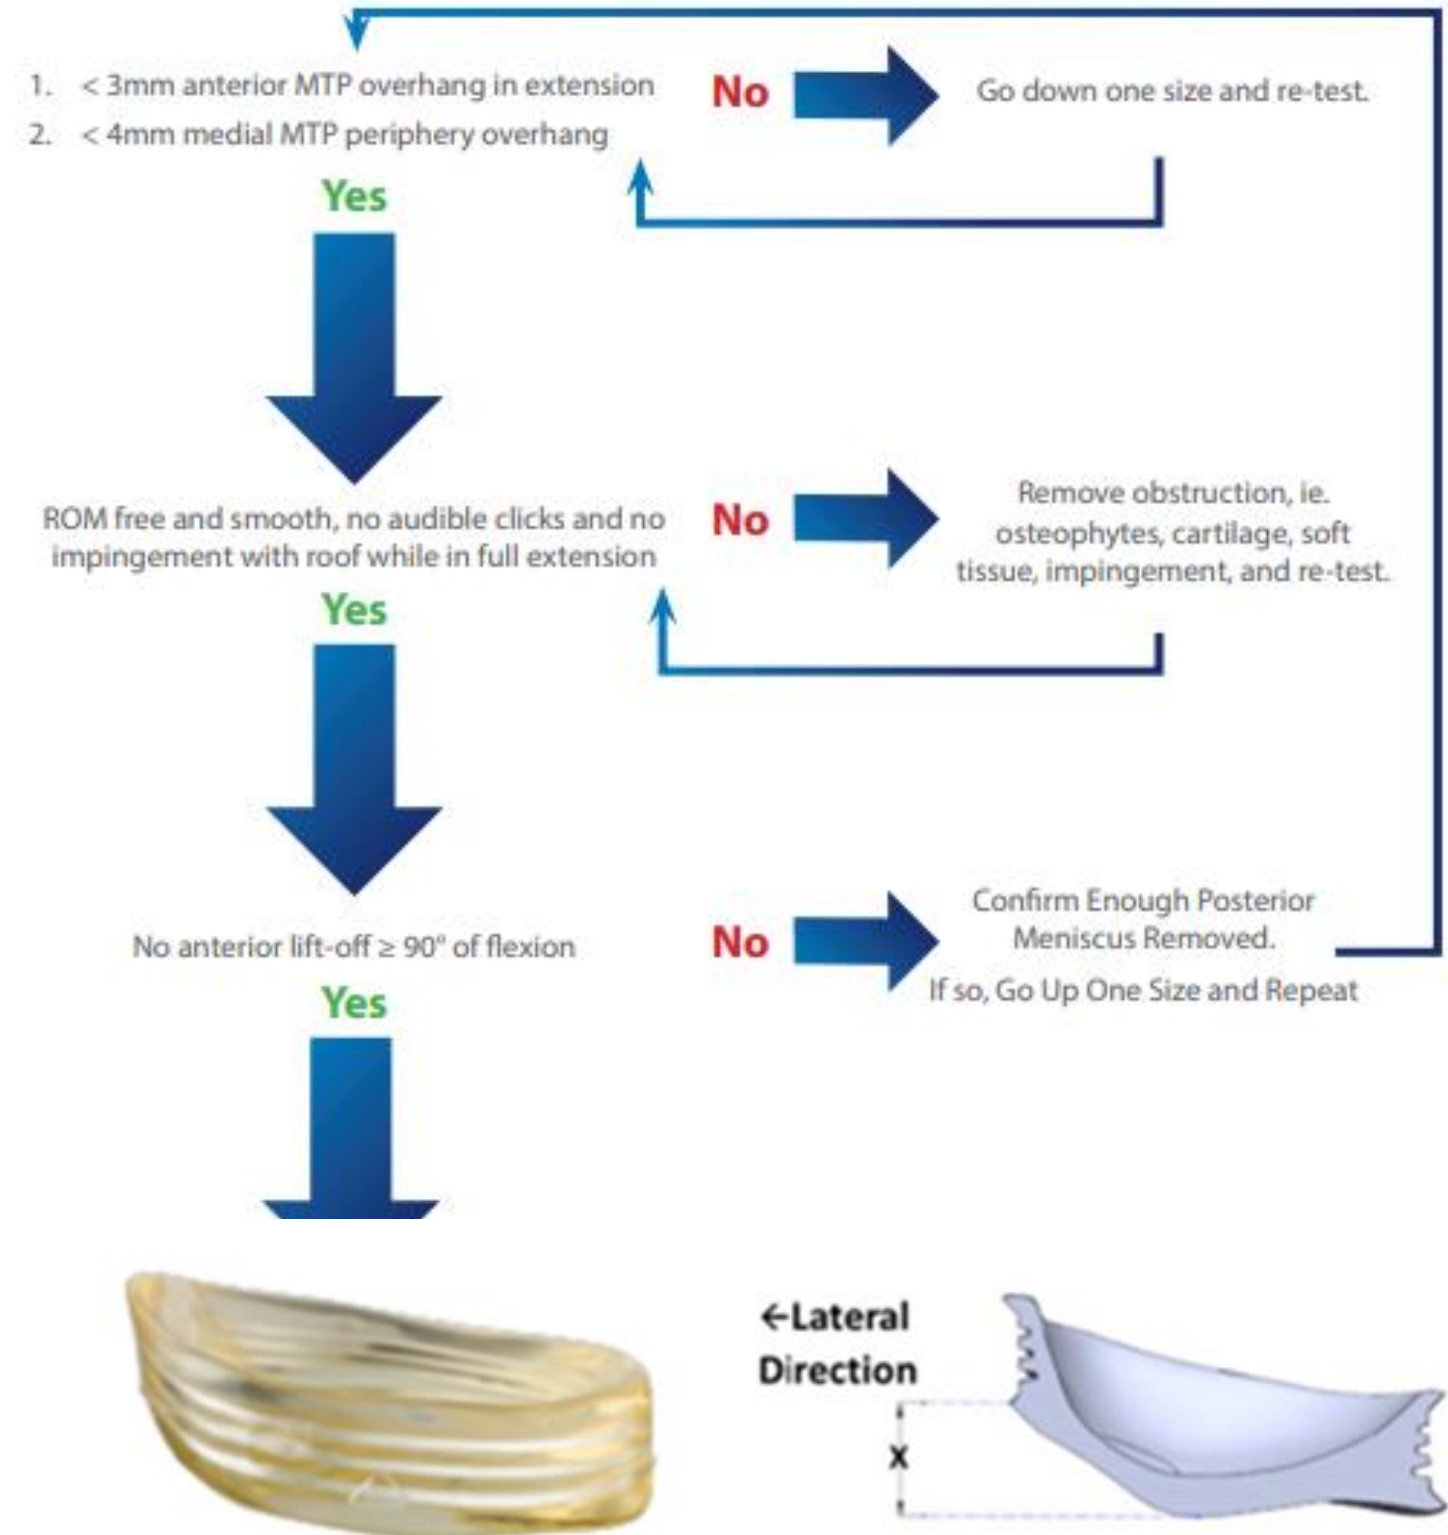 1. < 3mm anterior MTP overhang in extension
2. < 4mm medial MTP periphery overhang
No
Go down one size and re-test.
Yes
ROM free and smooth, no audible clicks and no
impingement with roof while in full extension
No
Remove obstruction, ie.
osteophytes, cartilage, soft
tissue, impingement, and re-test.
Yes
No anterior lift-off ≥ 90° of flexion
No
Confirm Enough Posterior
Meniscus Removed.
If so, Go Up One Size and Repeat
Yes
←Lateral
Direction
X